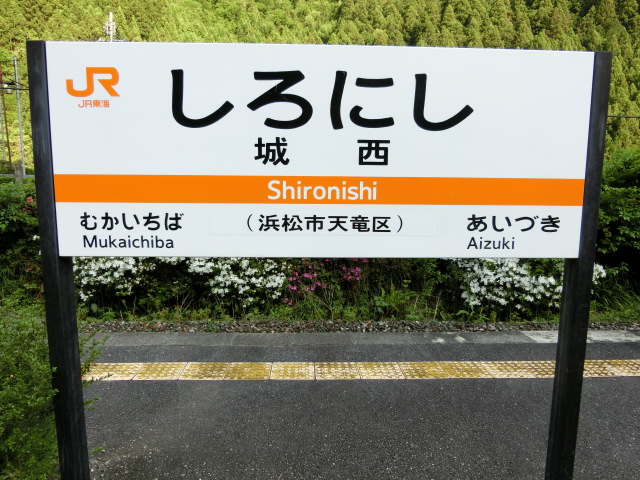 JR
JR東海
しろにし
城西
Shironishi
むかいちば
Mukaichiba
(浜松市天竜区)
あいづき
Aizuki